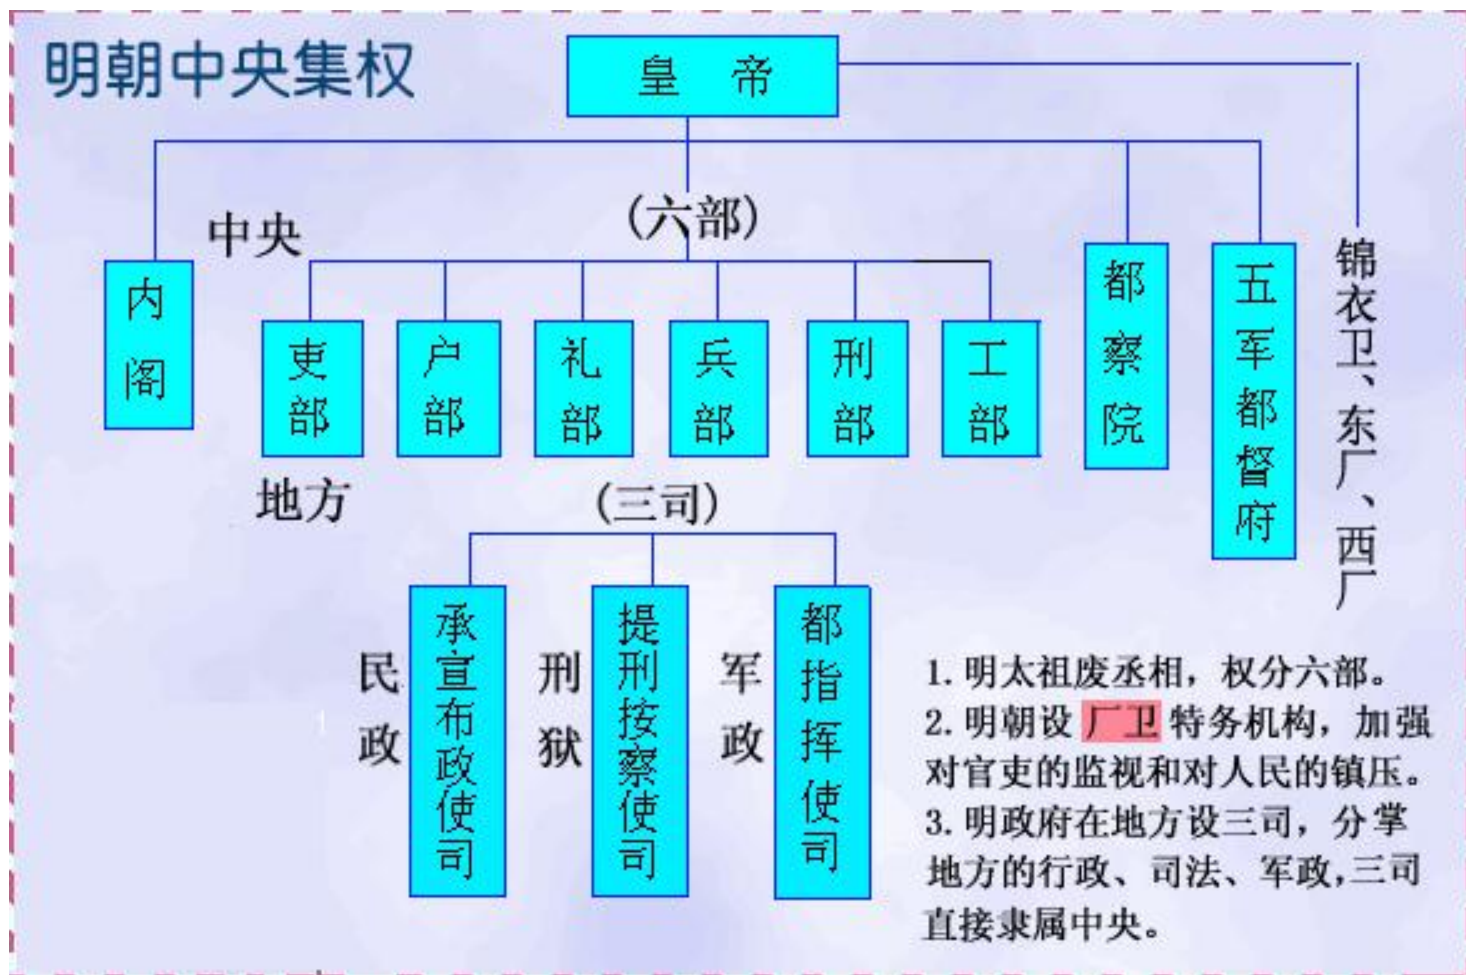 明朝中央集权
皇 帝
中央
(六部)
内阁
吏部
户部
礼部
兵部
刑部
工部
都察院
五军都督府
锦衣卫、东厂、西厂
地方
(三司)
民政
承宣布政使司
刑狱
提刑按察使司
军政
都指挥使司
1.明太祖废丞相，权分六部。
2.明朝设 厂卫 特务机构，加强
对官吏的监视和对人民的镇压。
3.明政府在地方设三司，分掌
地方的行政、司法、军政,三司
直接隶属中央。